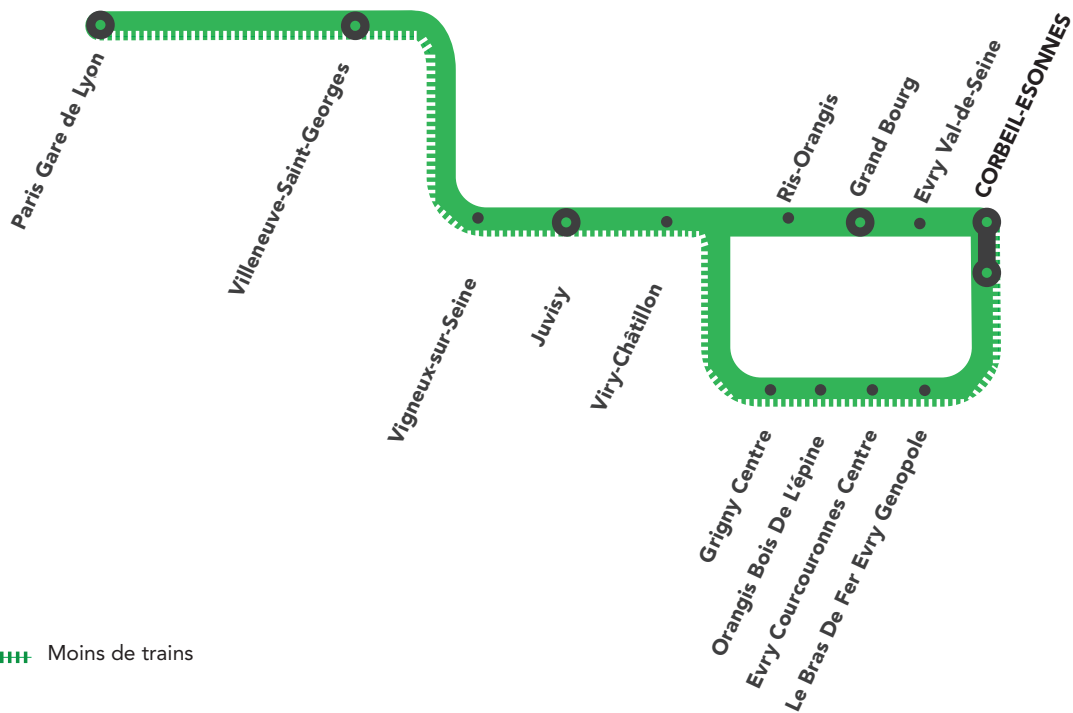 Paris Gare de Lyon
Villeneuve-Saint-Georges
Vigneux-sur-Seine
Juvisy
Viry-Châtillon
Ris-Orangis
Grand Bourg
Evry Val-de-Seine
CORBEIL-ESONNES
Grigny Centre
Orangis Bois De L'épine
Evry Courcouronnes Centre
Le Bras De Fer Evry Genopole
Moins de trains